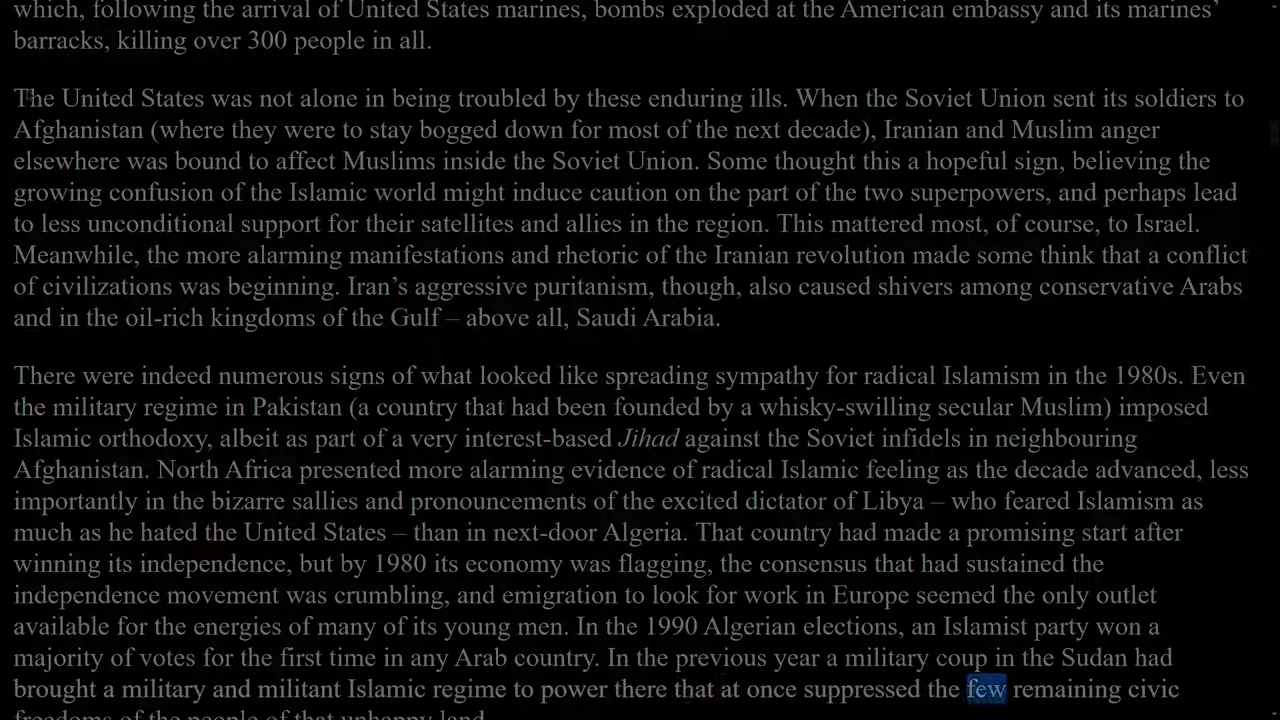 which, following the arrival of United States marines, bombs exploded at the American embassy and its marines’
barracks, killing over 300 people in all.
The United States was not alone in being troubled by these enduring ills. When the Soviet Union sent its soldiers to
Afghanistan (where they were to stay bogged down for most of the next decade), Iranian and Muslim anger
elsewhere was bound to affect Muslims inside the Soviet Union. Some thought this a hopeful sign, believing the
growing confusion of the Islamic world might induce caution on the part of the two superpowers, and perhaps lead
to less unconditional support for their satellites and allies in the region. This mattered most, of course, to Israel.
Meanwhile, the more alarming manifestations and rhetoric of the Iranian revolution made some think that a conflict
of civilizations was beginning. Iran’s aggressive puritanism, though, also caused shivers among conservative Arabs
and in the oil-rich kingdoms of the Gulf – above all, Saudi Arabia.
There were indeed numerous signs of what looked like spreading sympathy for radical Islamism in the 1980s. Even
the military regime in Pakistan (a country that had been founded by a whisky-swilling secular Muslim) imposed
Islamic orthodoxy, albeit as part of a very interest-based Jihad against the Soviet infidels in neighbouring
Afghanistan. North Africa presented more alarming evidence of radical Islamic feeling as the decade advanced, less
importantly in the bizarre sallies and pronouncements of the excited dictator of Libya – who feared Islamism as
much as he hated the United States – than in next-door Algeria. That country had made a promising start after
winning its independence, but by 1980 its economy was flagging, the consensus that had sustained the
independence movement was crumbling, and emigration to look for work in Europe seemed the only outlet
available for the energies of many of its young men. In the 1990 Algerian elections, an Islamist party won a
majority of votes for the first time in any Arab country. In the previous year a military coup in the Sudan had
brought a military and militant Islamic regime to power there that at once suppressed the few remaining civic
freedoms of the people of that unhappy land.